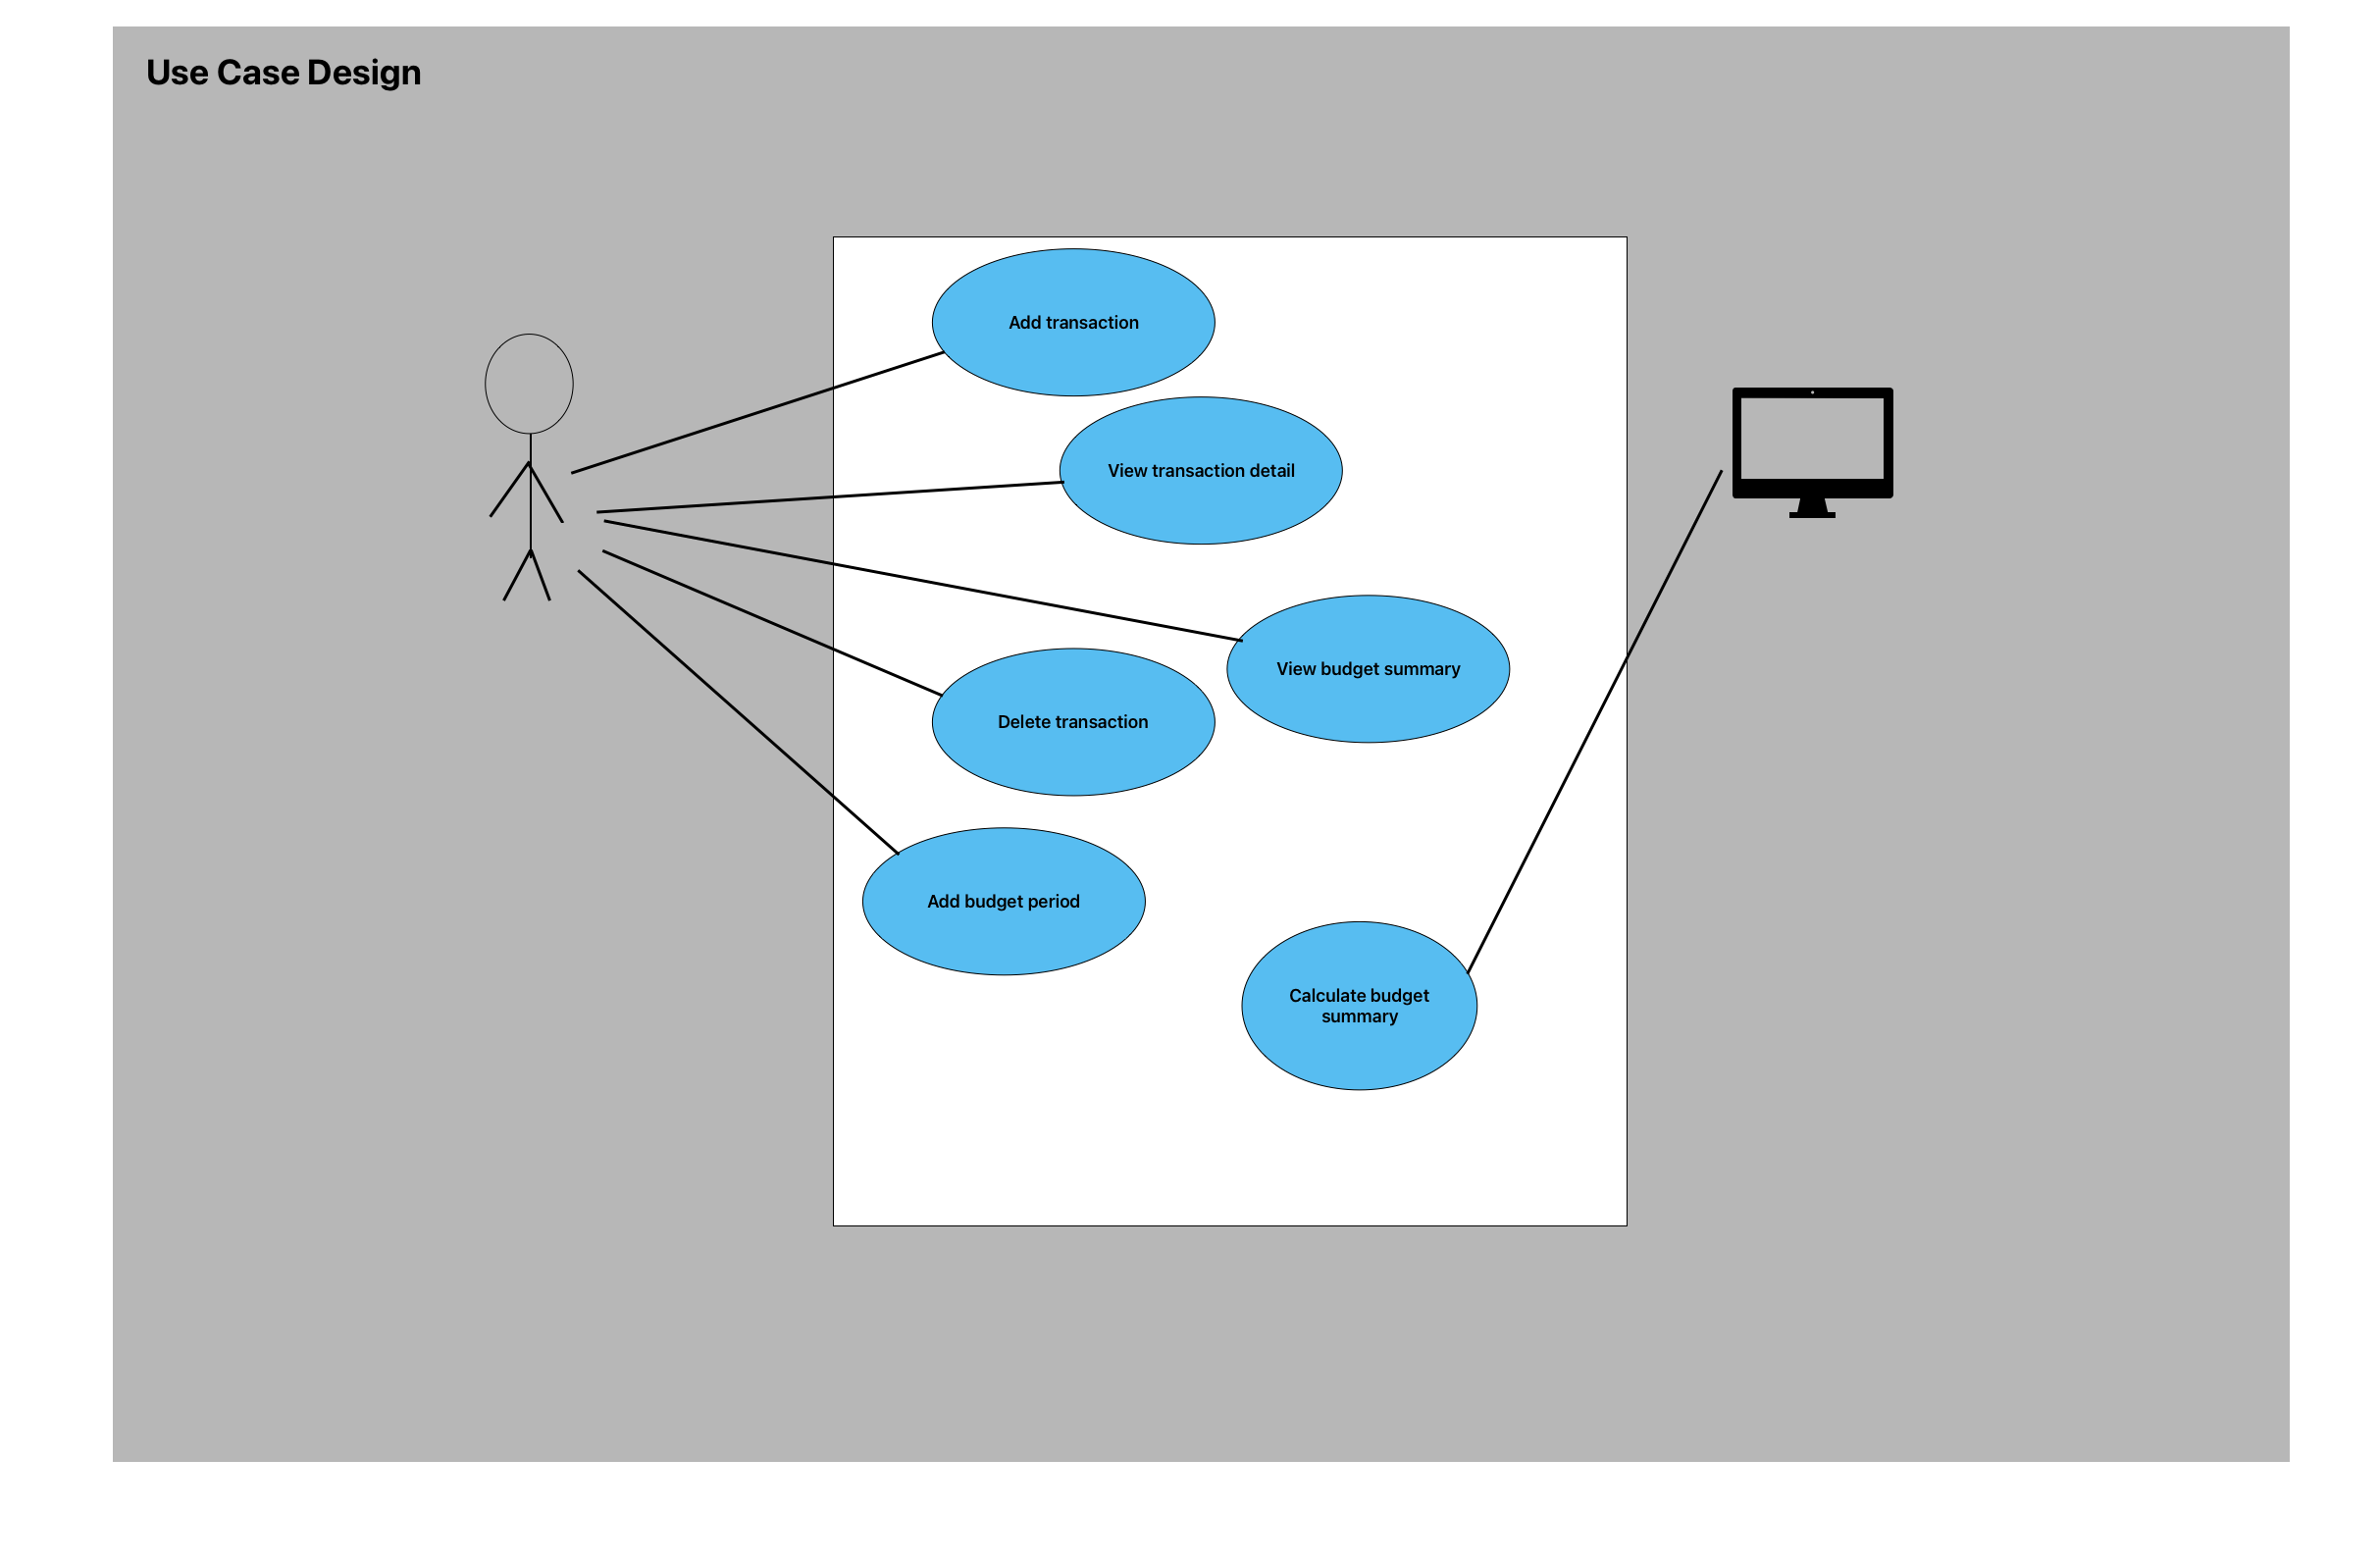 Use Case Design
Add transaction
View transaction detail
View budget summary
Delete transaction
Add budget period
Calculate budget
summary